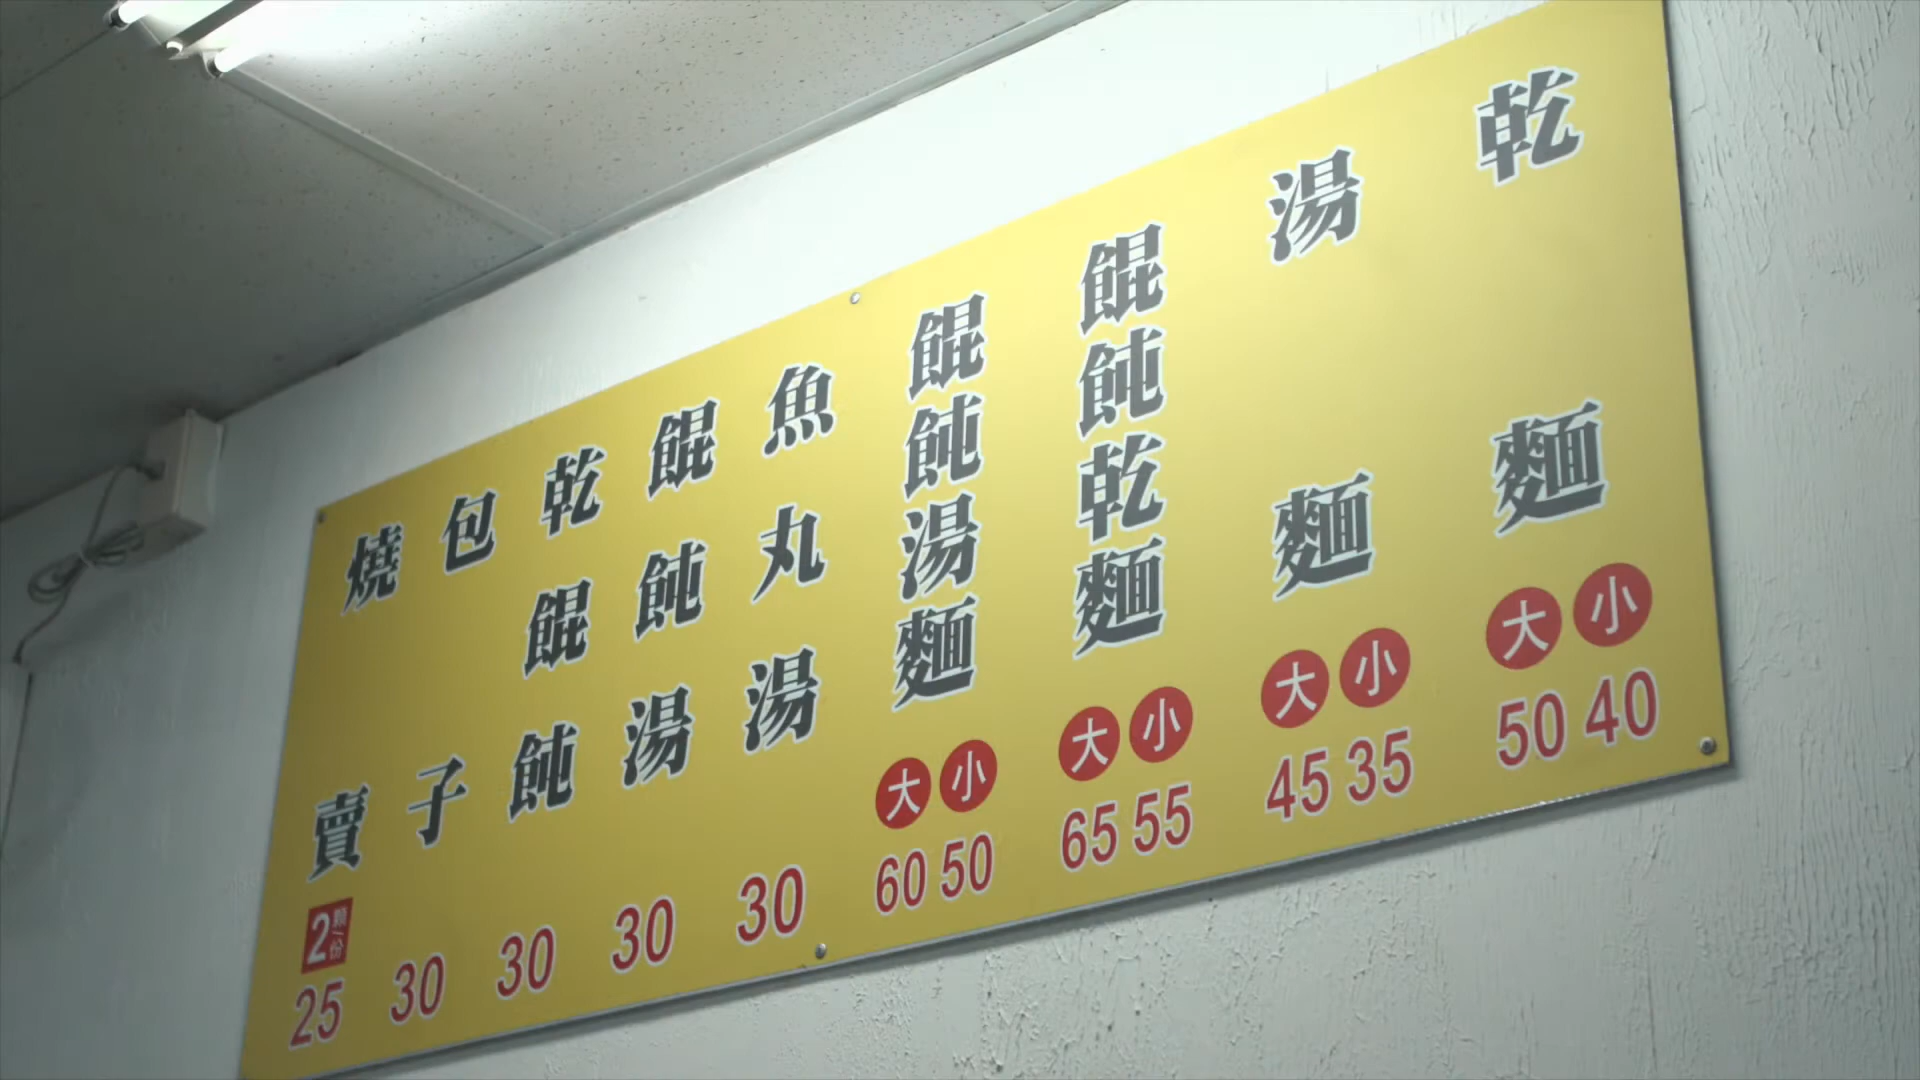 乾麵
大 小
50 40
湯麵
大 小
45 35
餛飩乾麵
大 小
65 55
餛飩湯麵
大 小
60 50
魚丸湯
30
餛飩湯
30
乾餛飩
30
包子
30
燒賣
2顆/份
25